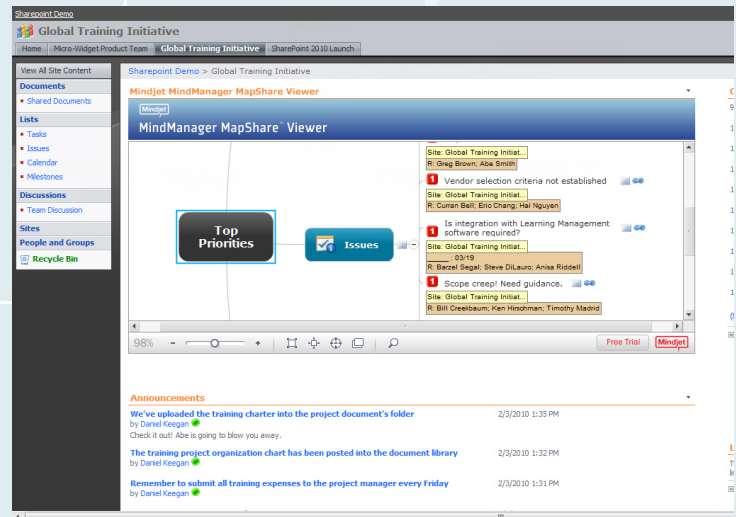 Sharepoint Demo
Global Training Initiative
Home Micro-Widget Product Team Global Training Initiative SharePoint 2010 Launch
View All Site Content
Documents
Shared Documents
Lists
Tasks
Issues
Calendar
Milestones
Discussions
Team Discussion
Sites
People and Groups
Recycle Bin
Sharepoint Demo > Global Training Initiative
Mindjet MindManager MapShare Viewer
Mindjet
MindManager MapShare™ Viewer
Top
Priorities
Issues
Site: Global Training Initiat...
R: Greg Brown; Abe Smith
1 Vendor selection criteria not established
Site: Global Training Initiat...
R: Curran Bell; Eric Chang; Hai Nguyen
1 Is integration with Learning Management
software required?
Site: Global Training Initiat...
: 03/19
R: Barzel Segal; Steve DiLauro; Anisa Riddell
1 Scope creep! Need guidance.
Site: Global Training Initiat...
R: Bill Creekbaum; Ken Hirschman; Timothy Madrid
98% - +
Free Trial Mindjet
Announcements
We've uploaded the training charter into the project document's folder 2/3/2010 1:35 PM
by Daniel Keegan
Check it out! Abe is going to blow you away.
The training project organization chart has been posted into the document library 2/3/2010 1:32 PM
by Daniel Keegan
Remember to submit all training expenses to the project manager every Friday 2/3/2010 1:31 PM
by Daniel Keegan